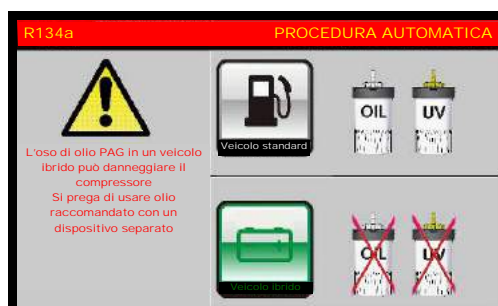 R134a PROCEDURA AUTOMATICA
L'oso di olio PAG in un veicolo
ibrido può danneggiare il
compressore
Si prega di usare olio
raccomandato con un
dispositivo separato
Veicolo standard
OIL UV
Veicolo ibrido
OIL UV